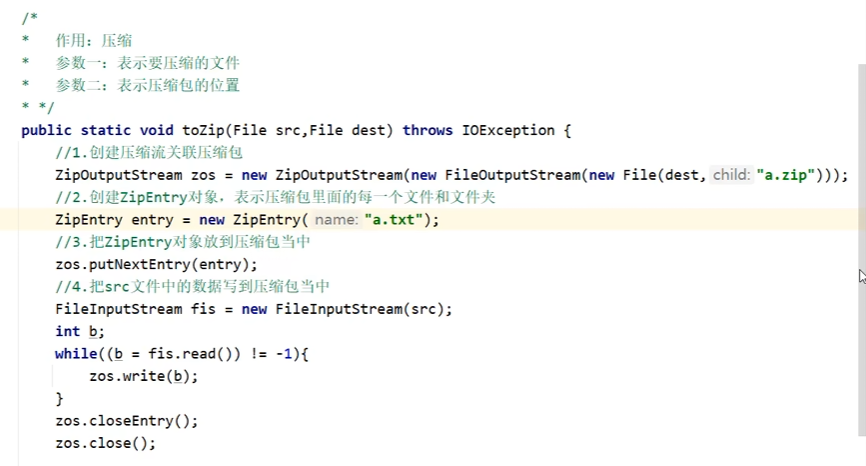 /*
*   作用：压缩
*   参数一：表示要压缩的文件
*   参数二：表示压缩包的位置
* */
public static void toZip(File src,File dest) throws IOException {
    //1.创建压缩流关联压缩包
    ZipOutputStream zos = new ZipOutputStream(new FileOutputStream(new File(dest, child: "a.zip")));
    //2.创建ZipEntry对象，表示压缩包里面的每一个文件和文件夹
    ZipEntry entry = new ZipEntry( name: "a.txt");
    //3.把ZipEntry对象放到压缩包当中
    zos.putNextEntry(entry);
    //4.把src文件中的数据写到压缩包当中
    FileInputStream fis = new FileInputStream(src);
    int b;
    while((b = fis.read()) != -1){
        zos.write(b);
    }
    zos.closeEntry();
    zos.close();